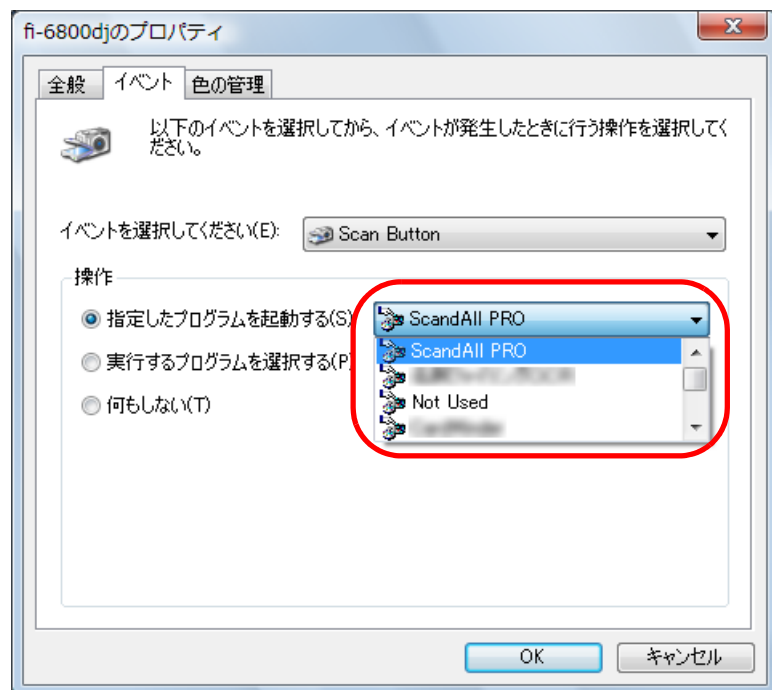 fi-6800djのプロパティ
全般 イベント 色の管理
以下のイベントを選択してから、イベントが発生したときに行う操作を選択してく
ださい。
イベントを選択してください(E): Scan Button
操作
指定したプログラムを起動する(S) ScandAll PRO
ScandAll PRO
実行するプログラムを選択する(P)
Not Used
何もしない(T)
OK キャンセル